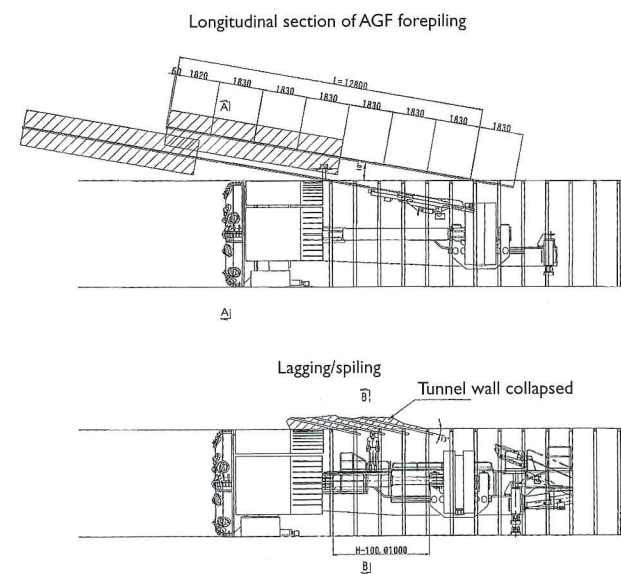 Longitudinal section of AGF forepiling
L=12800
60 1820 1830 1830 1830 1830 1830 1830 1830
A
A
Lagging/spiling
B
Tunnel wall collapsed
H-100, @1000
B